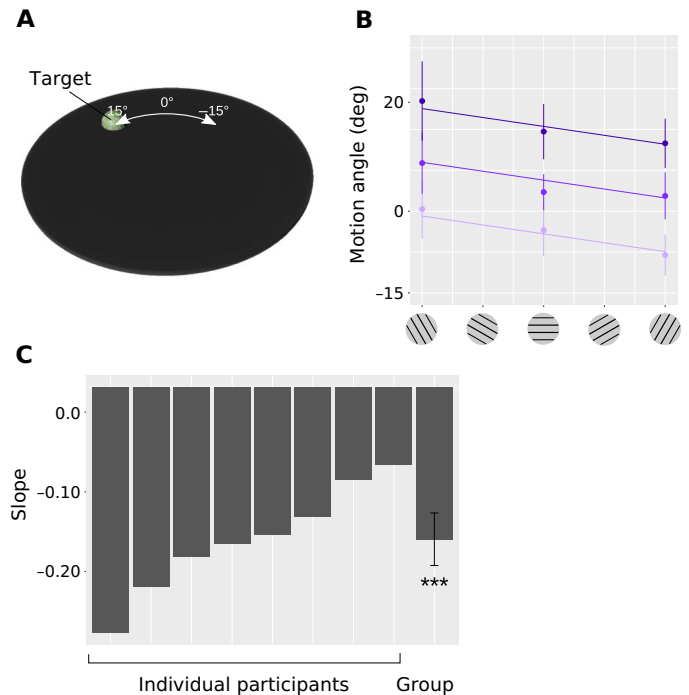 A
Target
15°
0°
−15°
B
Motion angle (deg)
20
0
−15
C
Slope
0.0
−0.10
−0.20
***
Individual participants
Group